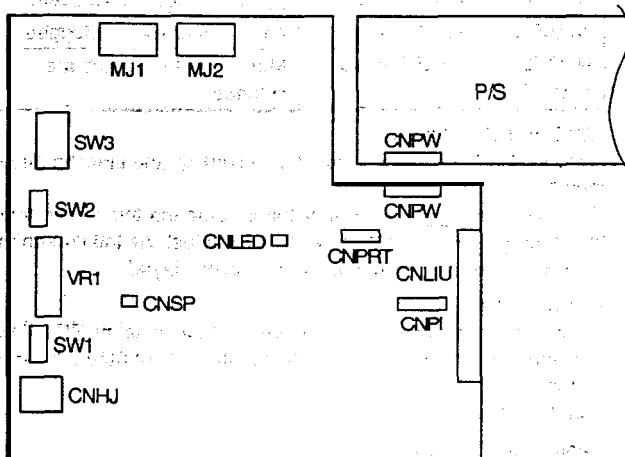 MJ1 MJ2
P/S
SW3
CNPW
SW2
CNPW
CNLED
CNPRT
VR1
CNLIU
CNSP
CNPI
SW1
CNHJ